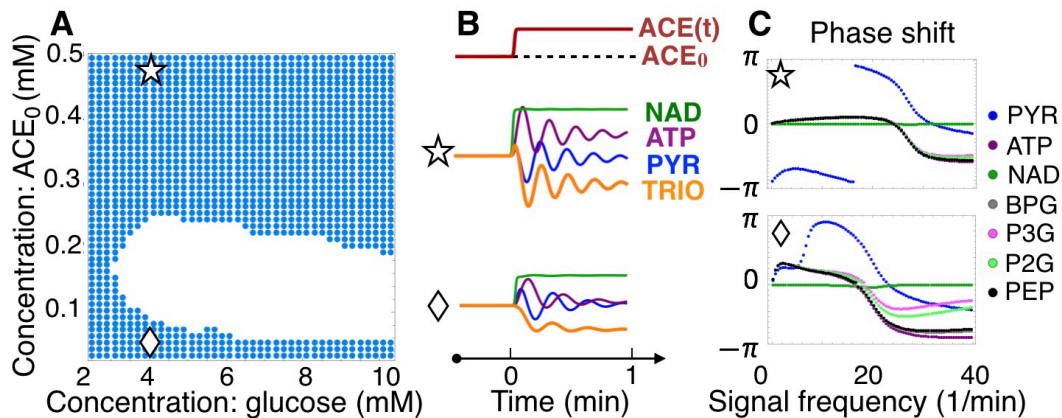 A
B
C
Phase shift
Concentration: ACE0 (mM)
0.5
0.4
0.3
0.2
0.1
2
4
6
8
10
Concentration: glucose (mM)
ACE(t)
ACE0
NAD
ATP
PYR
TRIO
0
1
Time (min)
π
0
−π
π
0
−π
0
10
20
30
40
Signal frequency (1/min)
PYR
ATP
NAD
BPG
P3G
P2G
PEP